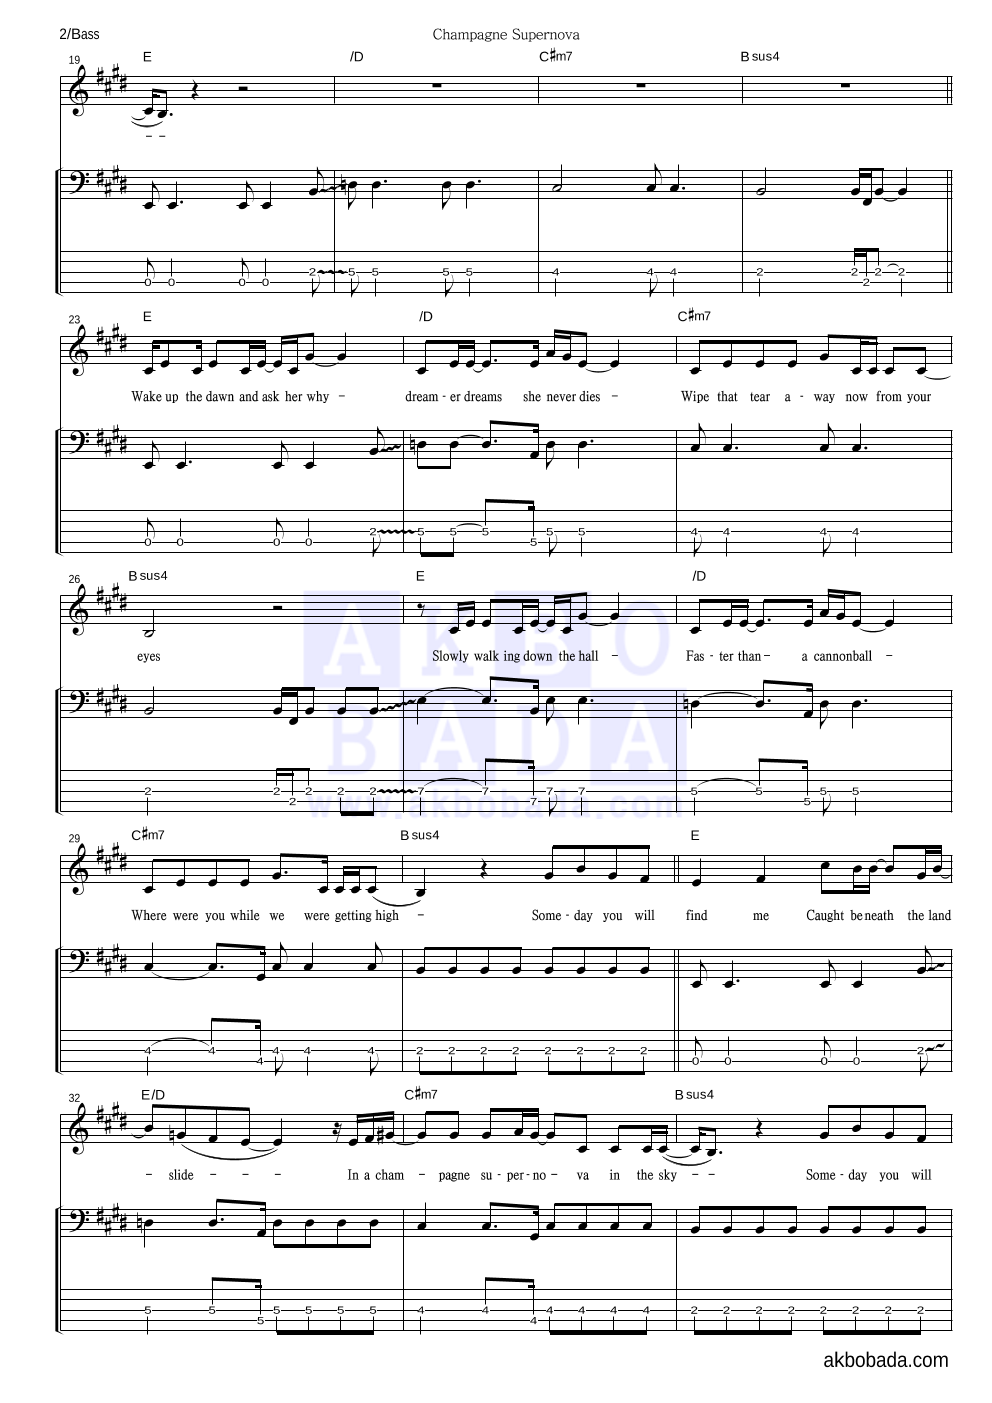 2/Bass
Champagne Supernova
19 E /D C#m7 B sus4
– –
0 0 0 0 2 5 5 5 5 4 4 4 2 2 2 2 2
23 E /D C#m7
Wake up the dawn and ask her why – dream - er dreams she never dies – Wipe that tear a - way now from your
0 0 0 0 2 5 5 5 5 5 5 4 4 4 4
26 B sus4 E /D
eyes Slowly walk ing down the hall – Fas - ter than – a cannonball –
2 2 2 2 2 2 7 7 7 7 7 5 5 5 5 5
AKBO
BADA
www.akbobada.com
29 C#m7 B sus4 E
Where were you while we were getting high – Some - day you will find me Caught beneath the land
4 4 4 4 4 4 2 2 2 2 2 2 2 2 0 0 0 0 2
32 E/D C#m7 B sus4
– slide – – – In a cham – pagne su - per - no – va in the sky – – Some - day you will
5 5 5 5 5 5 5 4 4 4 4 4 4 4 2 2 2 2 2 2 2 2
akbobada.com